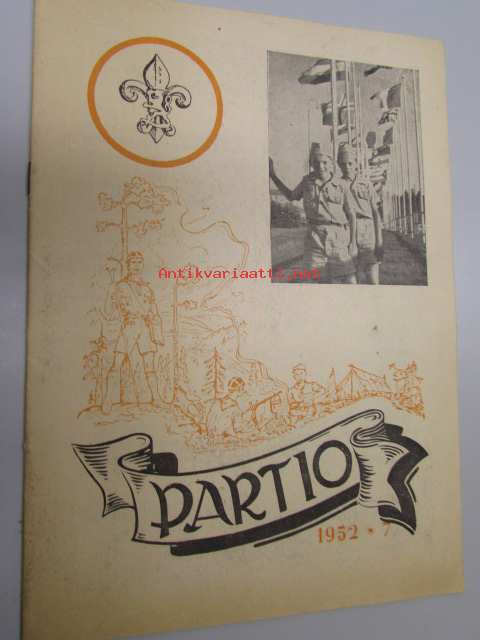 Antikvariaatti.net
PARTIO
1952 • 7